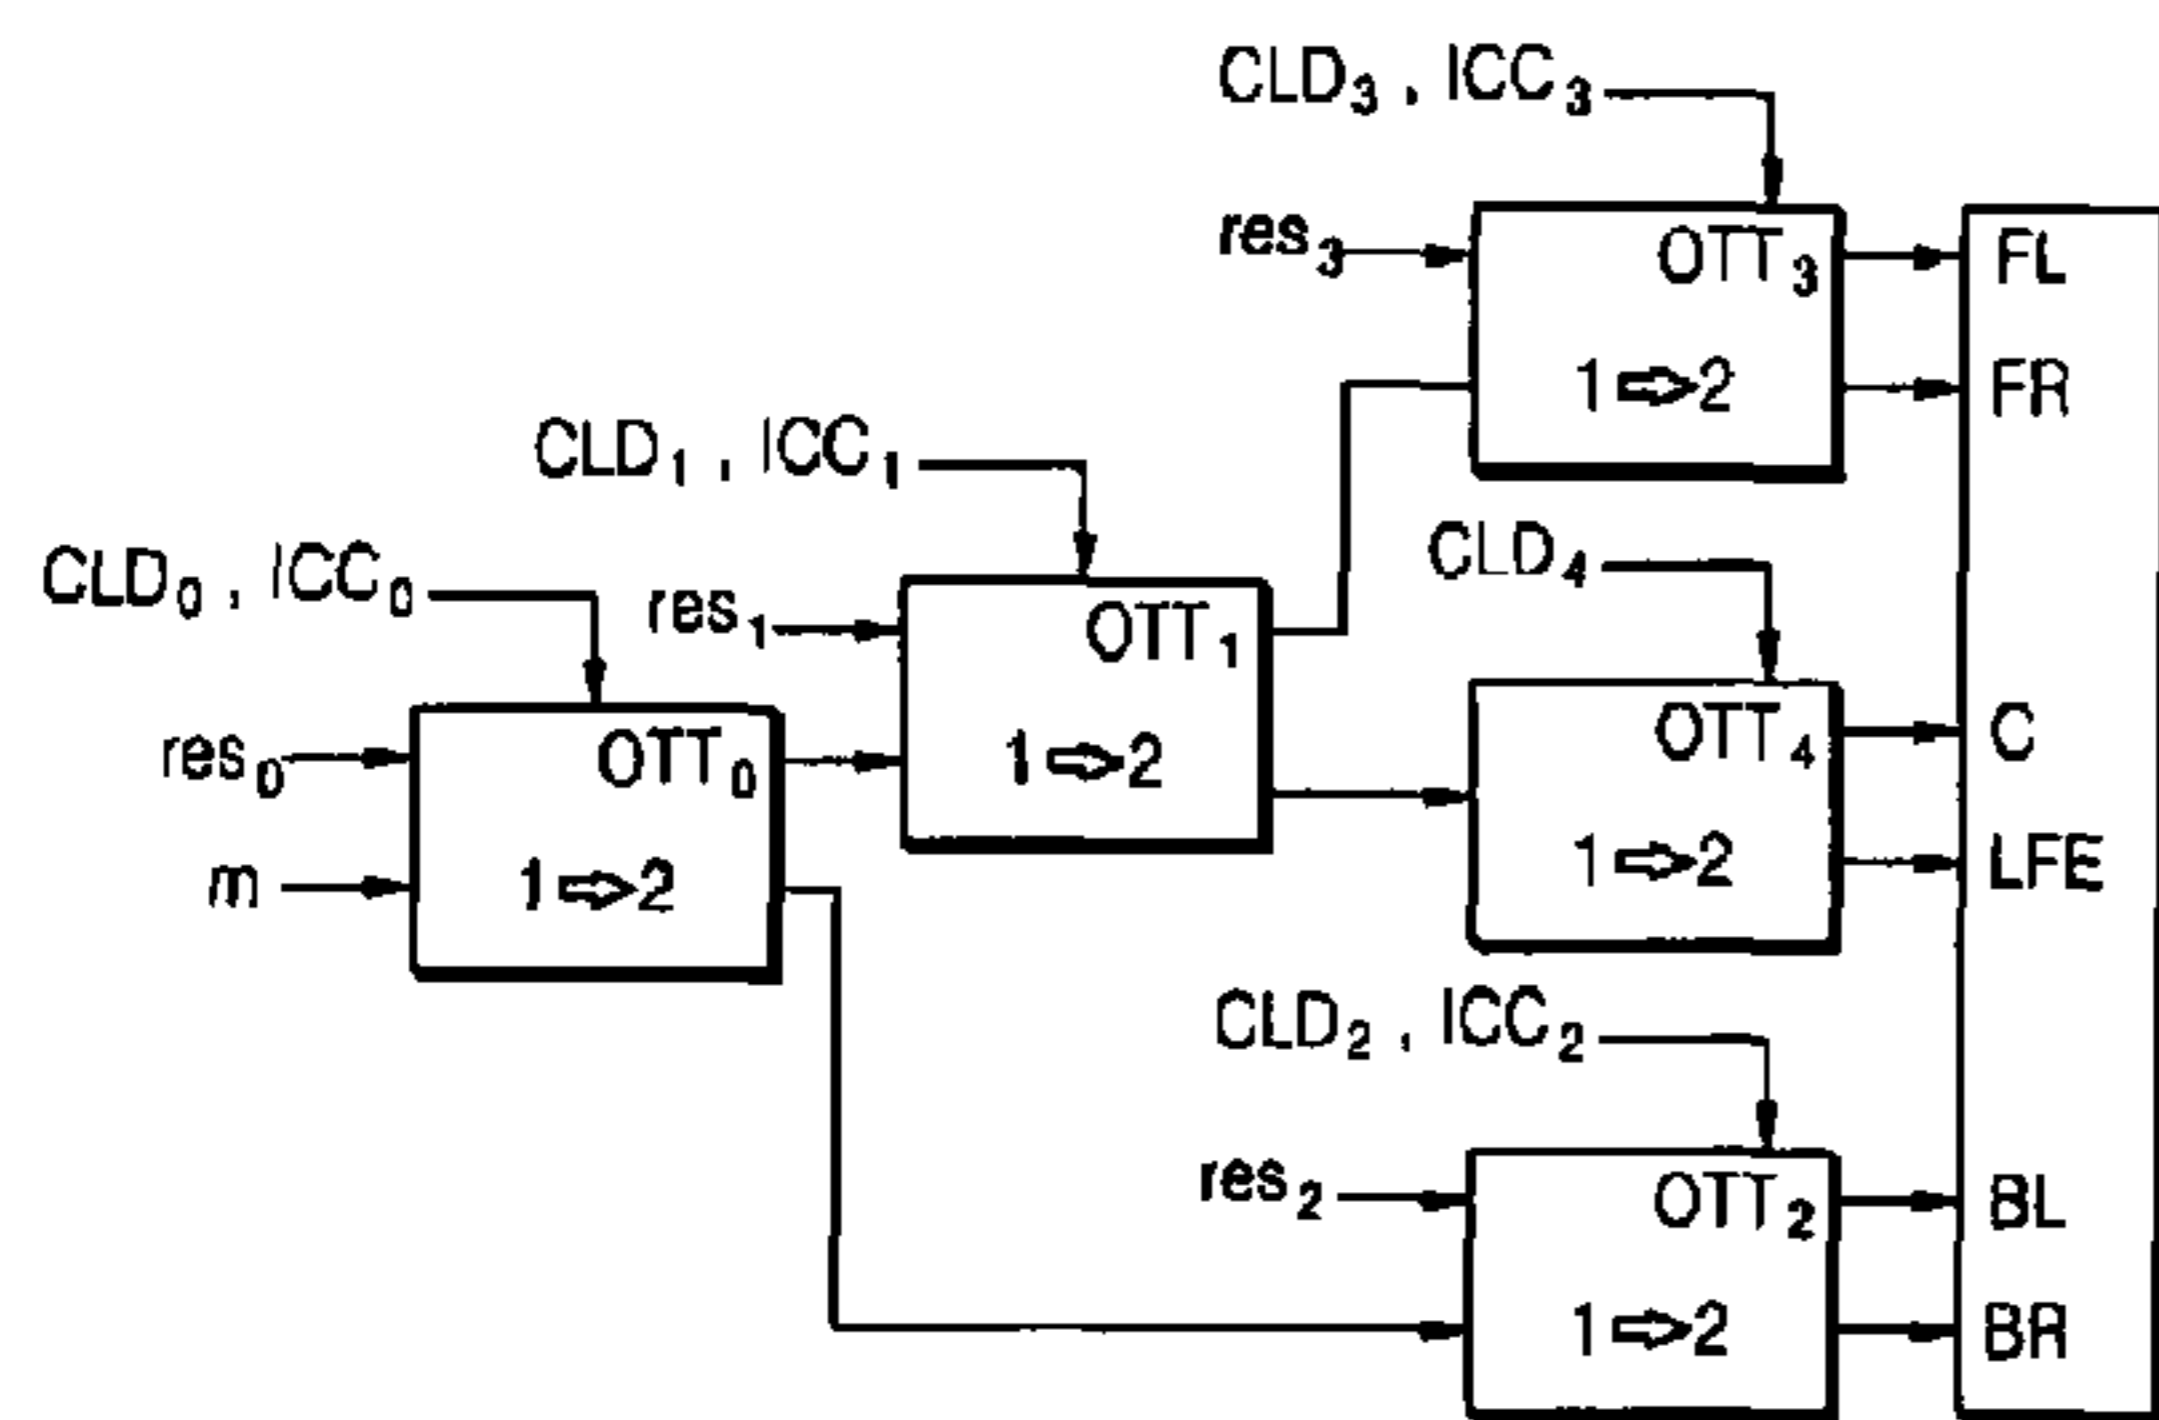 CLD3 , ICC3
res3
OTT3
1⇨2
FL
FR
CLD1 , ICC1
CLD0 , ICC0
res1
OTT1
1⇨2
CLD4
OTT4
1⇨2
C
LFE
res0
OTT0
m
1⇨2
CLD2 , ICC2
res2
OTT2
1⇨2
BL
BR